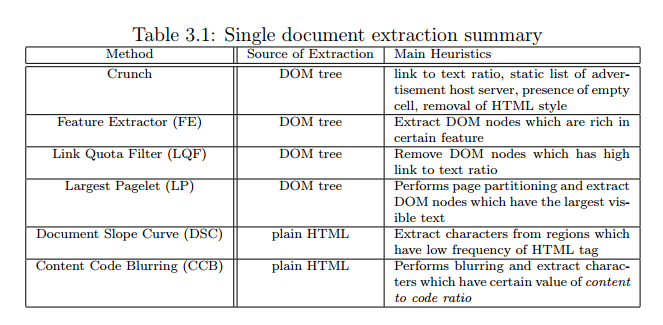 Table 3.1: Single document extraction summary
Method Source of Extraction Main Heuristics
Crunch DOM tree link to text ratio, static list of adver-
tisement host server, presence of empty
cell, removal of HTML style
Feature Extractor (FE) DOM tree Extract DOM nodes which are rich in
certain feature
Link Quota Filter (LQF) DOM tree Remove DOM nodes which has high
link to text ratio
Largest Pagelet (LP) DOM tree Performs page partitioning and extract
DOM nodes which have the largest vis-
ible text
Document Slope Curve (DSC) plain HTML Extract characters from regions which
have low frequency of HTML tag
Content Code Blurring (CCB) plain HTML Performs blurring and extract charac-
ters which have certain value of content
to code ratio